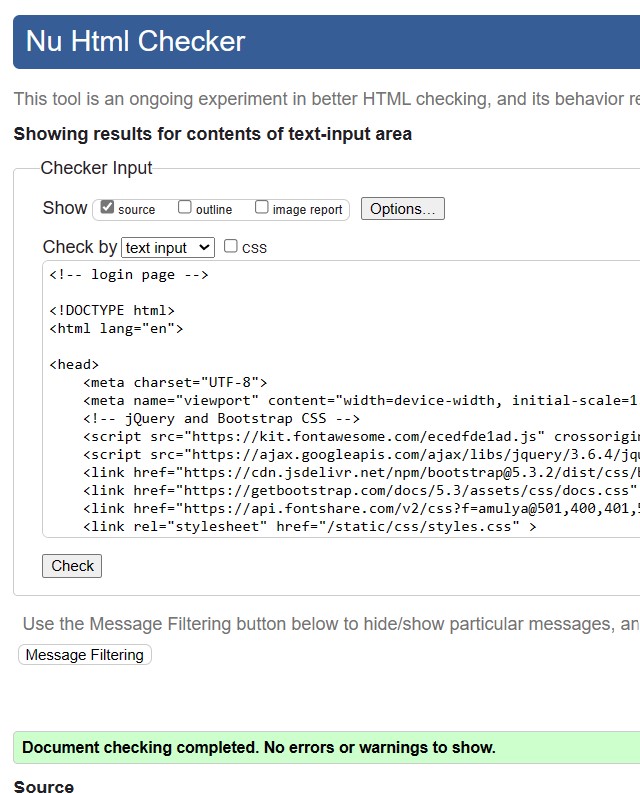 Nu Html Checker
This tool is an ongoing experiment in better HTML checking, and its behavior
Showing results for contents of text-input area
Checker Input
Show source outline image report Options...
Check by text input CSS
<!-- login page -->
<!DOCTYPE html>
<html lang="en">
<head>
<meta charset="UTF-8">
<meta name="viewport" content="width=device-width, initial-scale=1
<!-- jQuery and Bootstrap CSS -->
<script src="https://kit.fontawesome.com/ecedfde1ad.js" crossorigin
<script src="https://ajax.googleapis.com/ajax/libs/jquery/3.6.4/jqu
<link href="https://cdn.jsdelivr.net/npm/bootstrap@5.3.2/dist/css/b
<link href="https://getbootstrap.com/docs/5.3/assets/css/docs.css"
<link href="https://api.fontshare.com/v2/css?f=amulya@501,400,401,5
<link rel="stylesheet" href="/static/css/styles.css" >
Check
Use the Message Filtering button below to hide/show particular messages, an
Message Filtering
Document checking completed. No errors or warnings to show.
Source